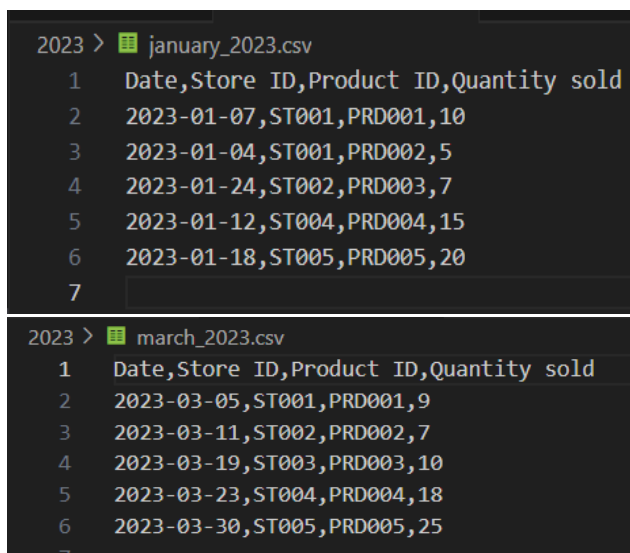 2023 > january_2023.csv
1 Date,Store ID,Product ID,Quantity sold
2 2023-01-07,ST001,PRD001,10
3 2023-01-04,ST001,PRD002,5
4 2023-01-24,ST002,PRD003,7
5 2023-01-12,ST004,PRD004,15
6 2023-01-18,ST005,PRD005,20
7
2023 > march_2023.csv
1 Date,Store ID,Product ID,Quantity sold
2 2023-03-05,ST001,PRD001,9
3 2023-03-11,ST002,PRD002,7
4 2023-03-19,ST003,PRD003,10
5 2023-03-23,ST004,PRD004,18
6 2023-03-30,ST005,PRD005,25